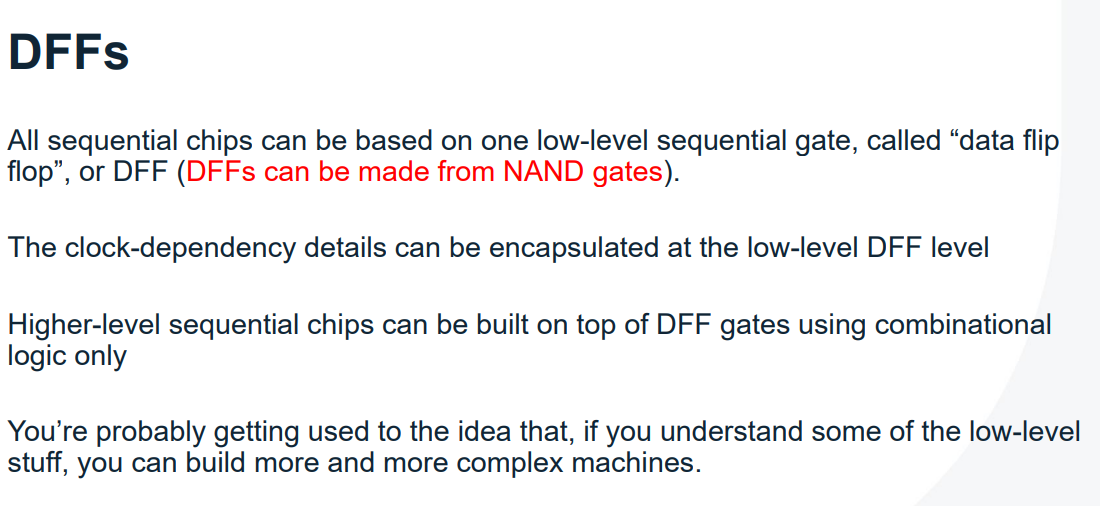 DFFs
All sequential chips can be based on one low-level sequential gate, called “data flip
flop”, or DFF (DFFs can be made from NAND gates).
The clock-dependency details can be encapsulated at the low-level DFF level
Higher-level sequential chips can be built on top of DFF gates using combinational
logic only
You’re probably getting used to the idea that, if you understand some of the low-level
stuff, you can build more and more complex machines.